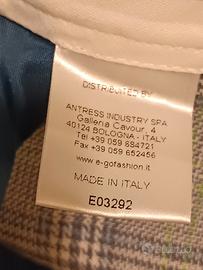 DISTRIBUTED BY
ANTRESS INDUSTRY SPA
Galleria Cavour, 4
40124 BOLOGNA - ITALY
Tel +39 059 684721
Fax +39 059 652456
www.e-gofashion.it
MADE IN ITALY
E03292
subito